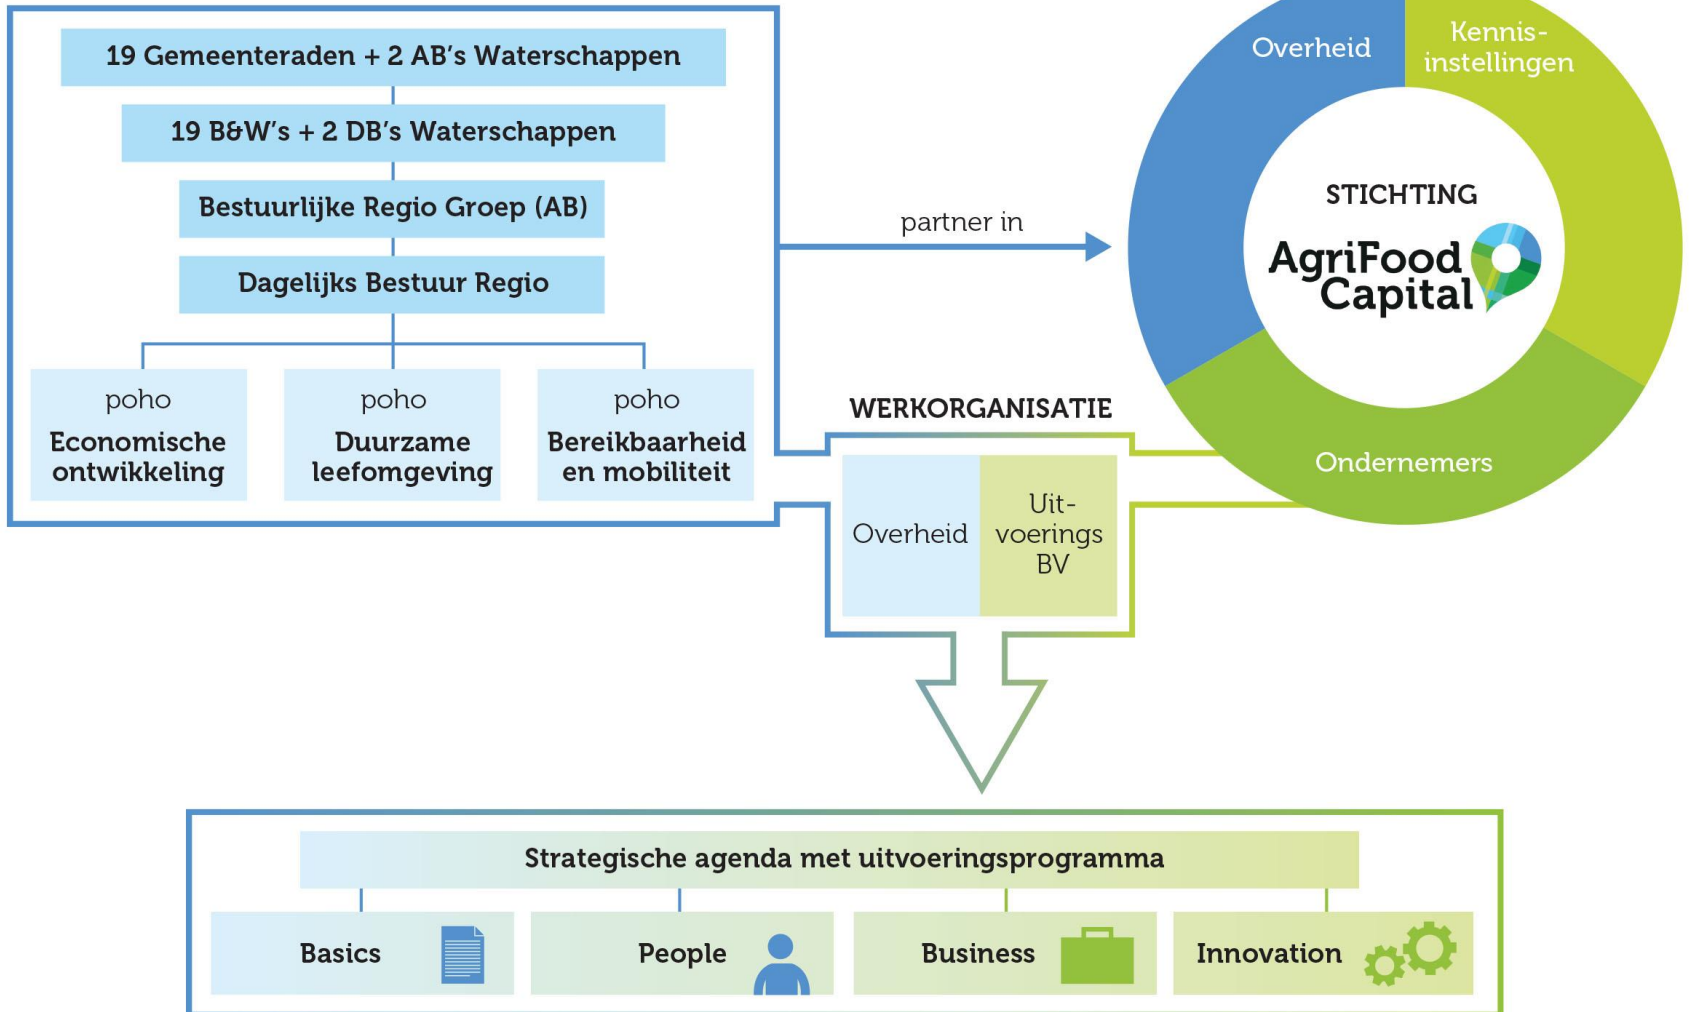 19 Gemeenteraden + 2 AB's Waterschappen
19 B&W's + 2 DB's Waterschappen
Bestuurlijke Regio Groep (AB)
Dagelijks Bestuur Regio
poho
Economische
ontwikkeling
poho
Duurzame
leefomgeving
poho
Bereikbaarheid
en mobiliteit
partner in
Overheid
Kennis-
instellingen
STICHTING
AgriFood
Capital
Ondernemers
WERKORGANISATIE
Overheid
Uit-
voerings
BV
Strategische agenda met uitvoeringsprogramma
Basics
People
Business
Innovation